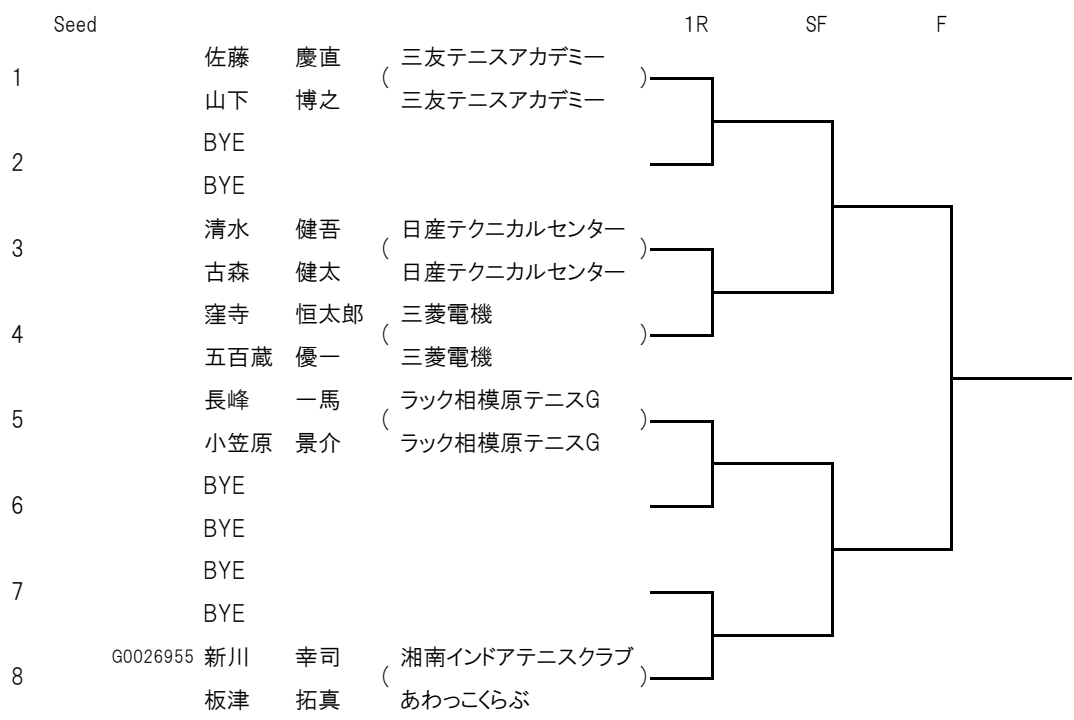 Seed 1R SF F
佐藤 慶直 三友テニスアカデミー
1 ( )
山下 博之 三友テニスアカデミー
BYE
2
BYE
清水 健吾 日産テクニカルセンター
3 ( )
古森 健太 日産テクニカルセンター
窪寺 恒太郎 三菱電機
4 ( )
五百蔵 優一 三菱電機
長峰 一馬 ラック相模原テニスG
5 ( )
小笠原 景介 ラック相模原テニスG
BYE
6
BYE
BYE
7
BYE
G0026955 新川 幸司 湘南インドアテニスクラブ
8 ( )
板津 拓真 あわっこくらぶ